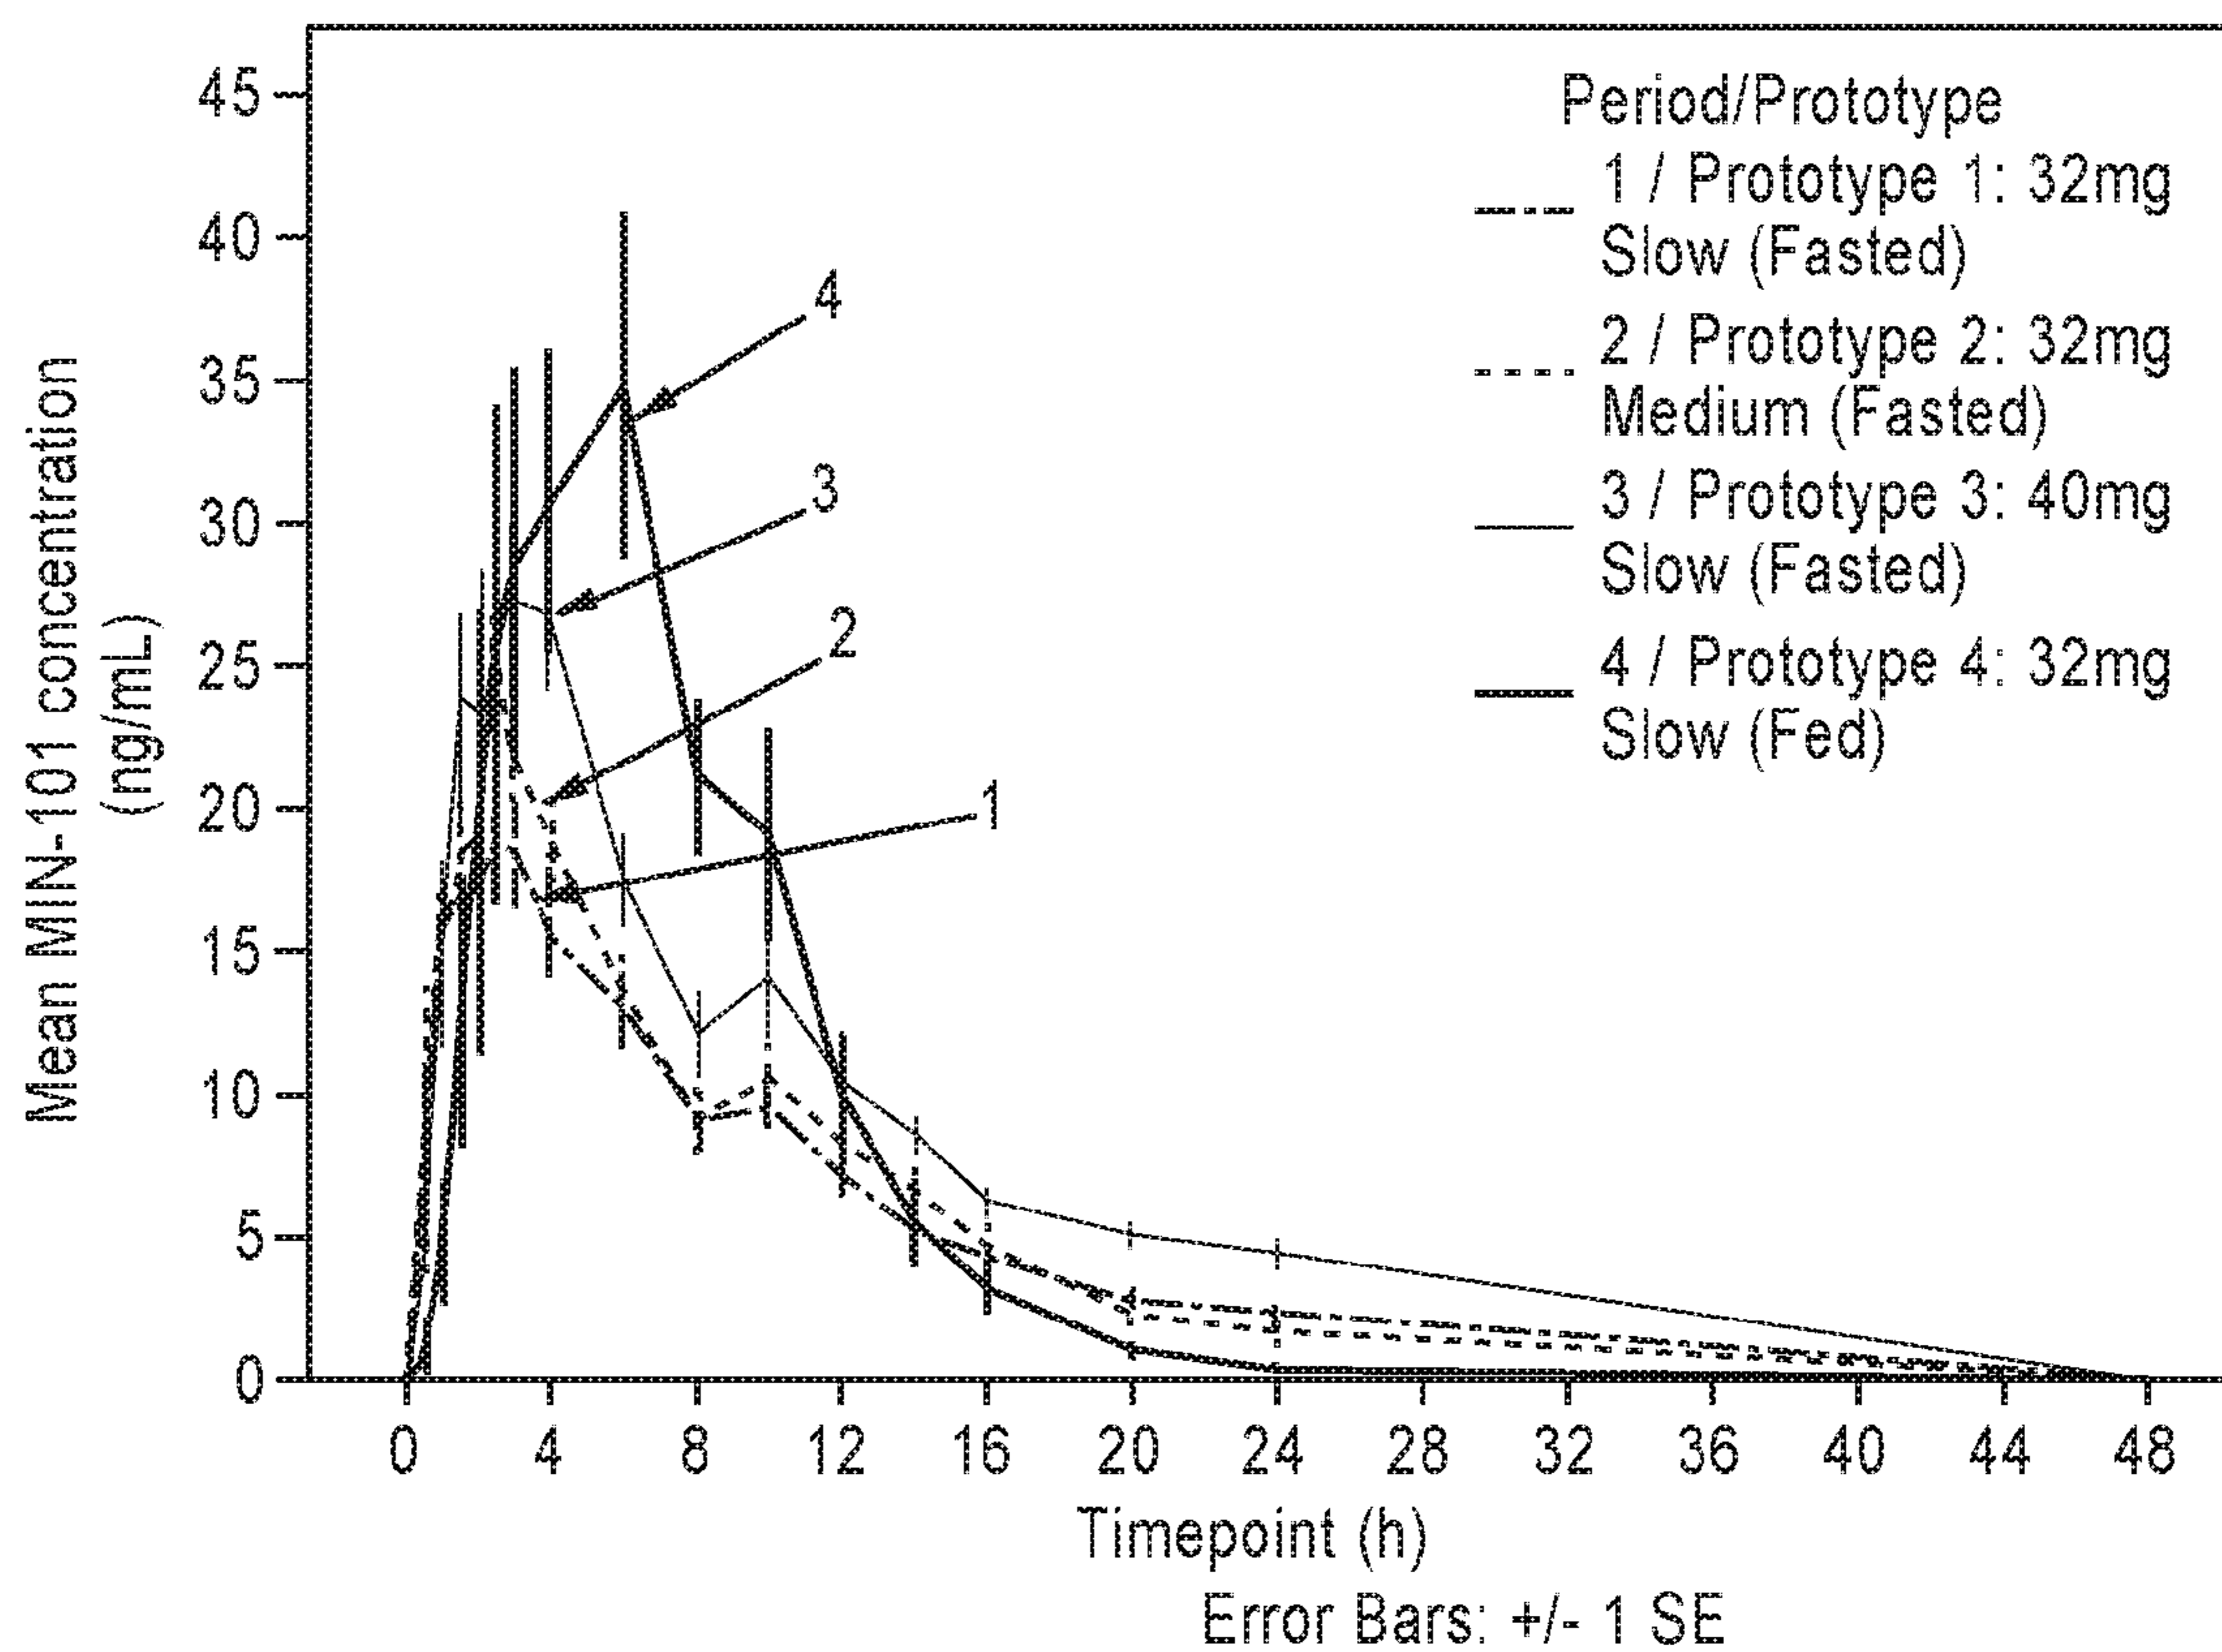 Mean MIN-101 concentration
(ng/mL)
45
40
35
30
25
20
15
10
5
0
4
3
2
1
Period/Prototype
1 / Prototype 1: 32mg
Slow (Fasted)
2 / Prototype 2: 32mg
Medium (Fasted)
3 / Prototype 3: 40mg
Slow (Fasted)
4 / Prototype 4: 32mg
Slow (Fed)
0 4 8 12 16 20 24 28 32 36 40 44 48
Timepoint (h)
Error Bars: +/- 1 SE